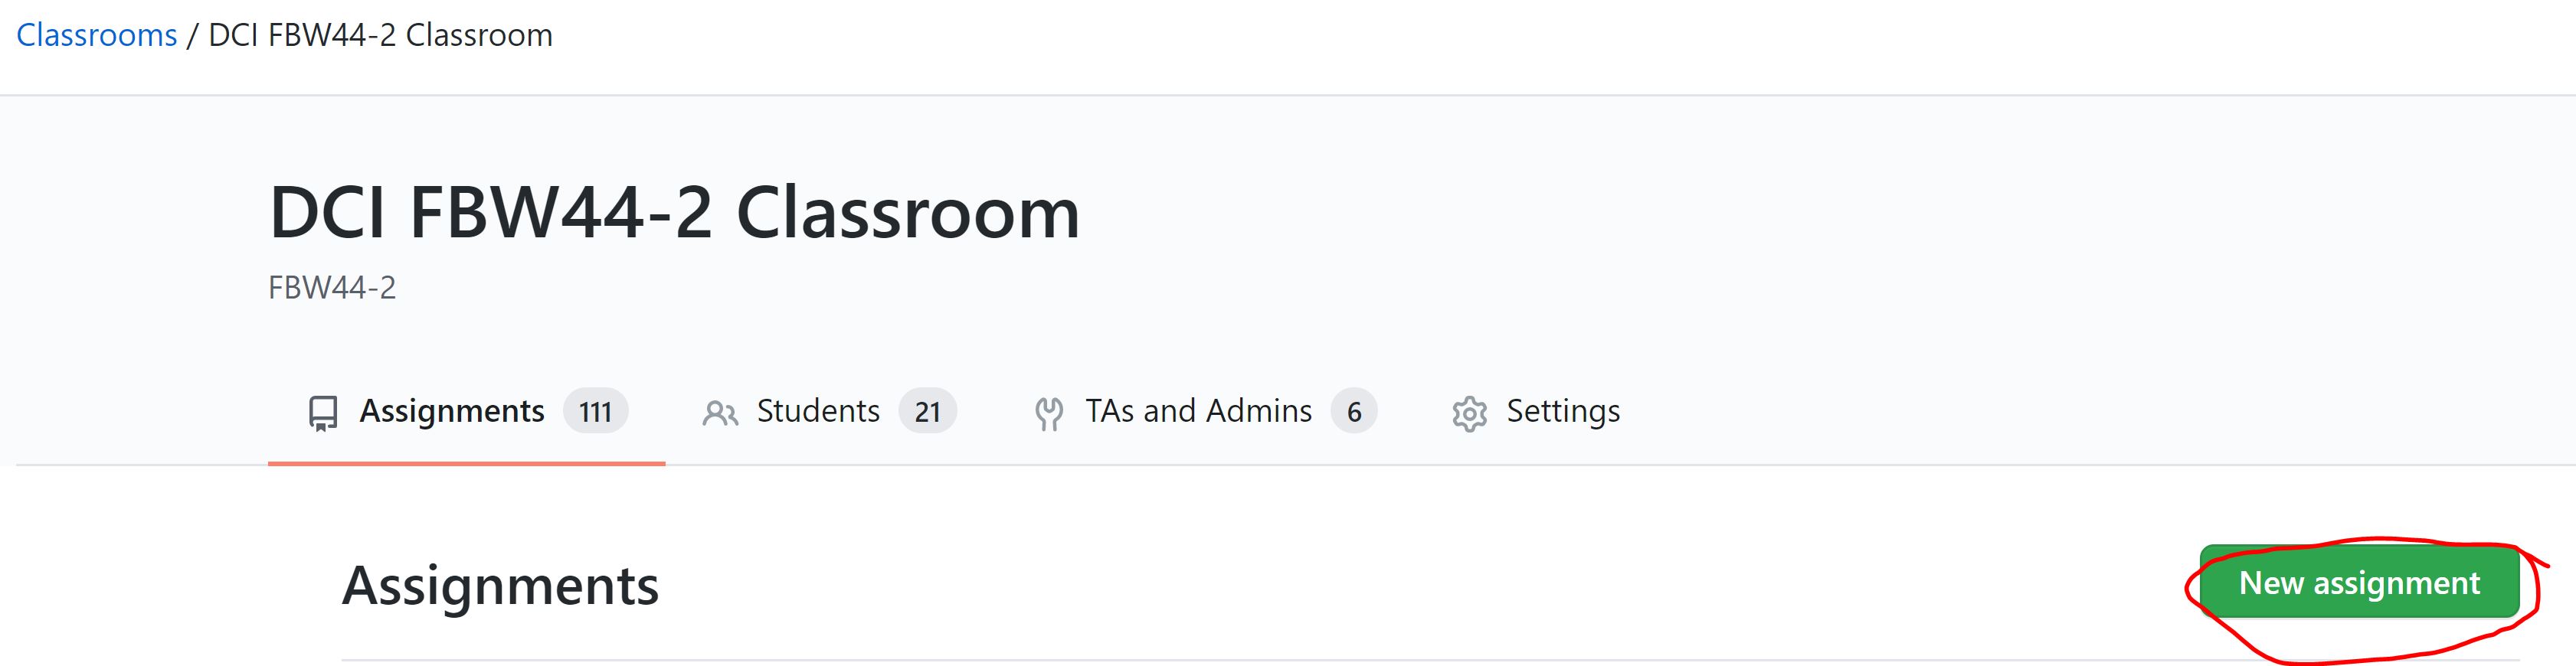 Classrooms / DCI FBW44-2 Classroom
DCI FBW44-2 Classroom
FBW44-2
Assignments 111 Students 21 TAs and Admins 6 Settings
Assignments New assignment